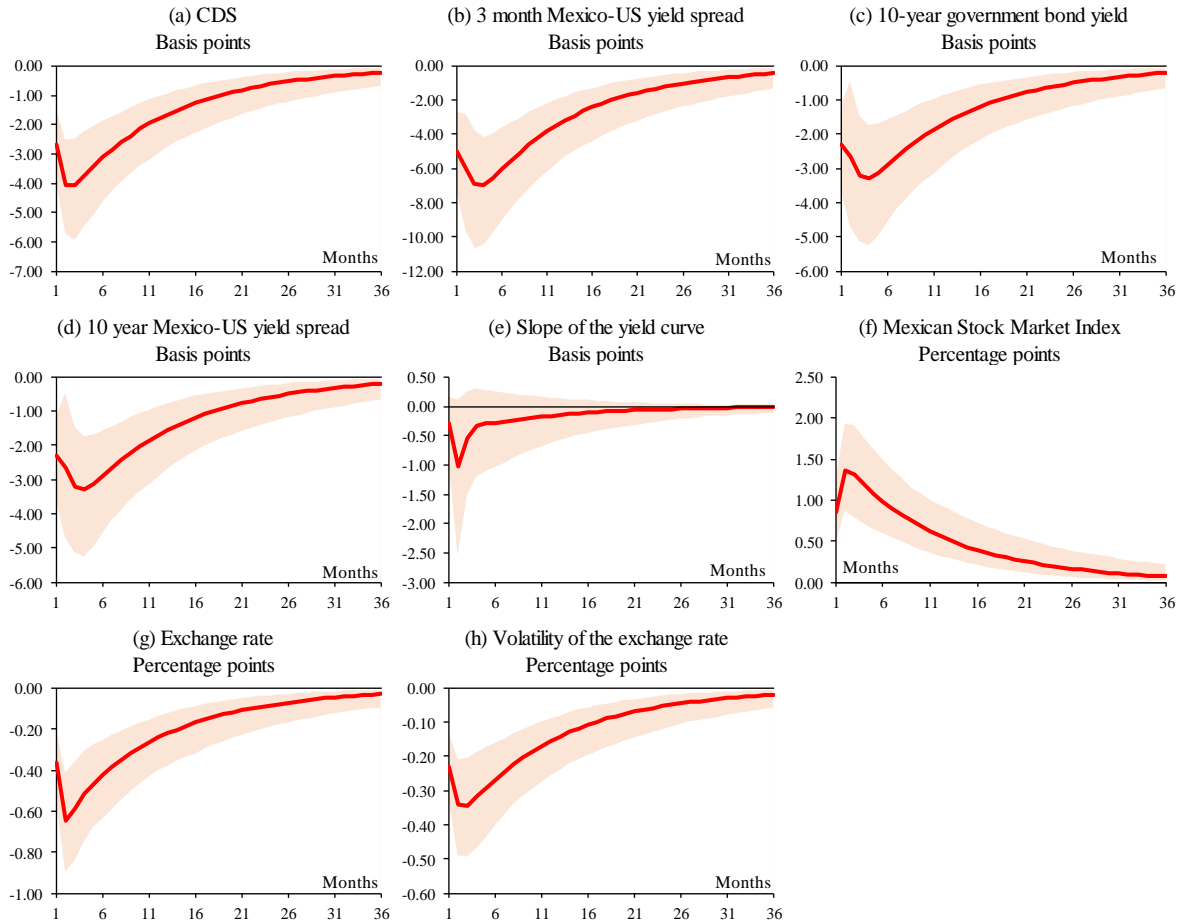 (a) CDS
Basis points
0.00
-1.00
-2.00
-3.00
-4.00
-5.00
-6.00
-7.00
Months
1 6 11 16 21 26 31 36
(b) 3 month Mexico-US yield spread
Basis points
0.00
-2.00
-4.00
-6.00
-8.00
-10.00
-12.00
Months
1 6 11 16 21 26 31 36
(c) 10-year government bond yield
Basis points
0.00
-1.00
-2.00
-3.00
-4.00
-5.00
-6.00
Months
1 6 11 16 21 26 31 36
(d) 10 year Mexico-US yield spread
Basis points
0.00
-1.00
-2.00
-3.00
-4.00
-5.00
-6.00
Months
1 6 11 16 21 26 31 36
(e) Slope of the yield curve
Basis points
0.50
0.00
-0.50
-1.00
-1.50
-2.00
-2.50
-3.00
Months
1 6 11 16 21 26 31 36
(f) Mexican Stock Market Index
Percentage points
2.50
2.00
1.50
1.00
0.50
0.00
Months
1 6 11 16 21 26 31 36
(g) Exchange rate
Percentage points
0.00
-0.20
-0.40
-0.60
-0.80
-1.00
Months
1 6 11 16 21 26 31 36
(h) Volatility of the exchange rate
Percentage points
0.00
-0.10
-0.20
-0.30
-0.40
-0.50
-0.60
Months
1 6 11 16 21 26 31 36